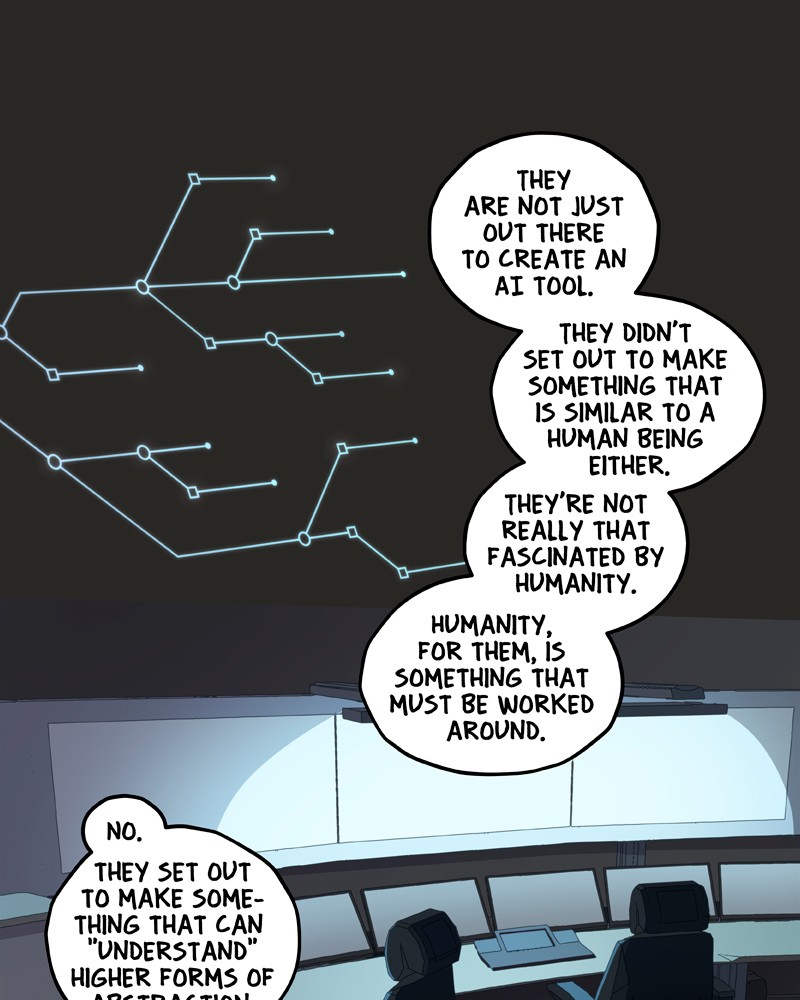 THEY
ARE NOT JUST
OUT THERE
TO CREATE AN
AI TOOL.
THEY DIDN'T
SET OUT TO MAKE
SOMETHING THAT
IS SIMILAR TO A
HUMAN BEING
EITHER.
THEY'RE NOT
REALLY THAT
FASCINATED BY
HUMANITY.
HUMANITY,
FOR THEM, IS
SOMETHING THAT
MUST BE WORKED
AROUND.
NO.
THEY SET OUT
TO MAKE SOME-
THING THAT CAN
"UNDERSTAND"
HIGHER FORMS OF
ABSTRACTION